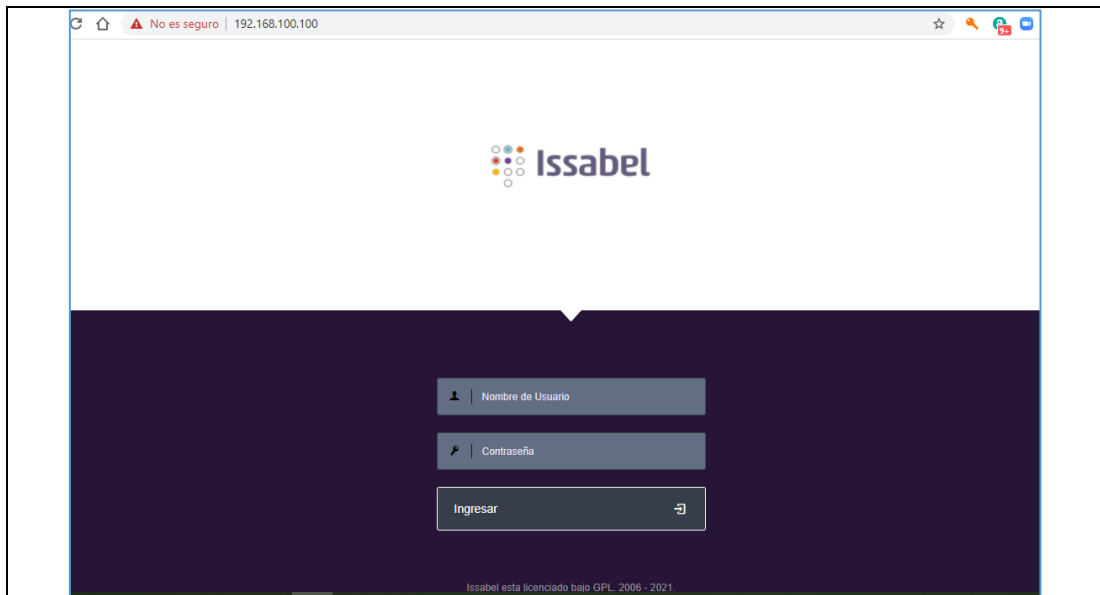 No es seguro | 192.168.100.100
9+
Issabel
Nombre de Usuario
Contraseña
Ingresar
Issabel esta licenciado bajo GPL. 2006 - 2021.